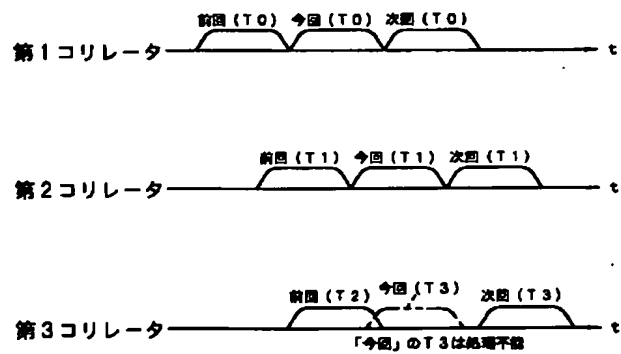 前回(T0) 今回(T0) 次回(T0)
第1コリレータ t
前回(T1) 今回(T1) 次回(T1)
第2コリレータ t
前回(T2) 今回(T3) 次回(T3)
第3コリレータ t
「今回」のT3は処理不能